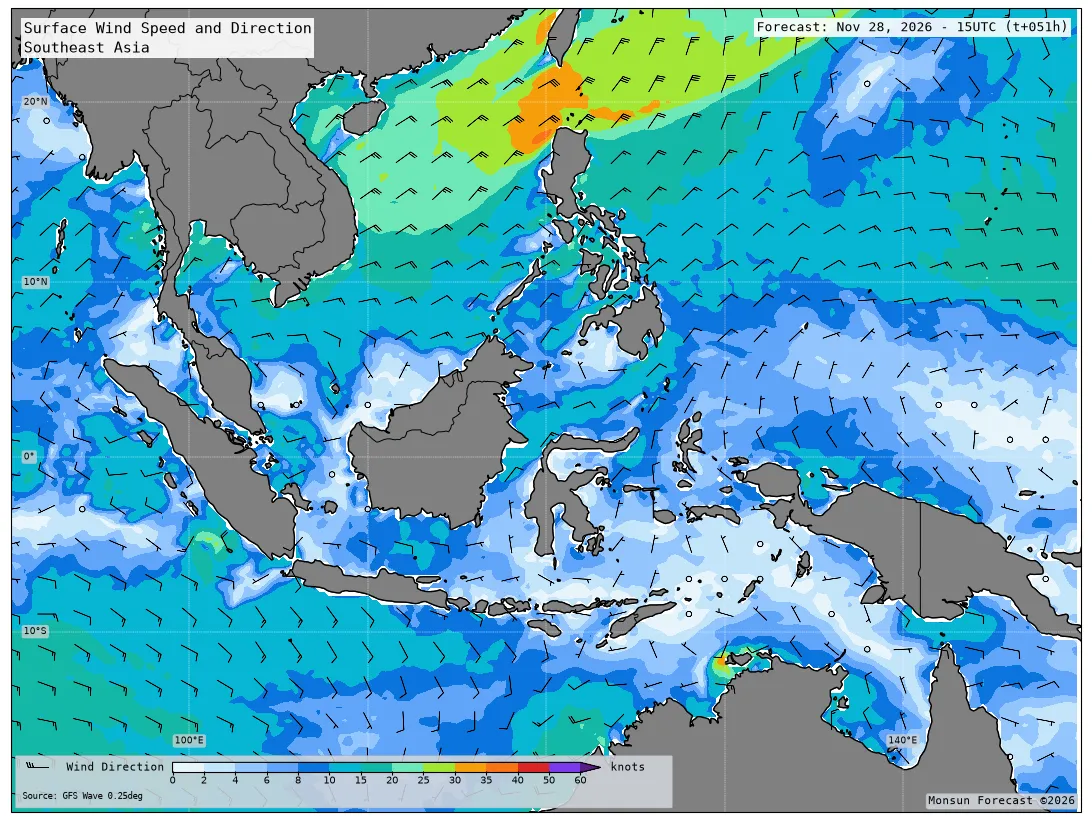 Surface Wind Speed and Direction
Southeast Asia
Forecast: Nov 28, 2026 - 15UTC (t+051h)
20°N
10°N
0°
10°S
100°E
140°E
Wind Direction
0 2 4 6 8 10 15 20 25 30 35 40 50 60 knots
Source: GFS Wave 0.25deg
Monsun Forecast ©2026